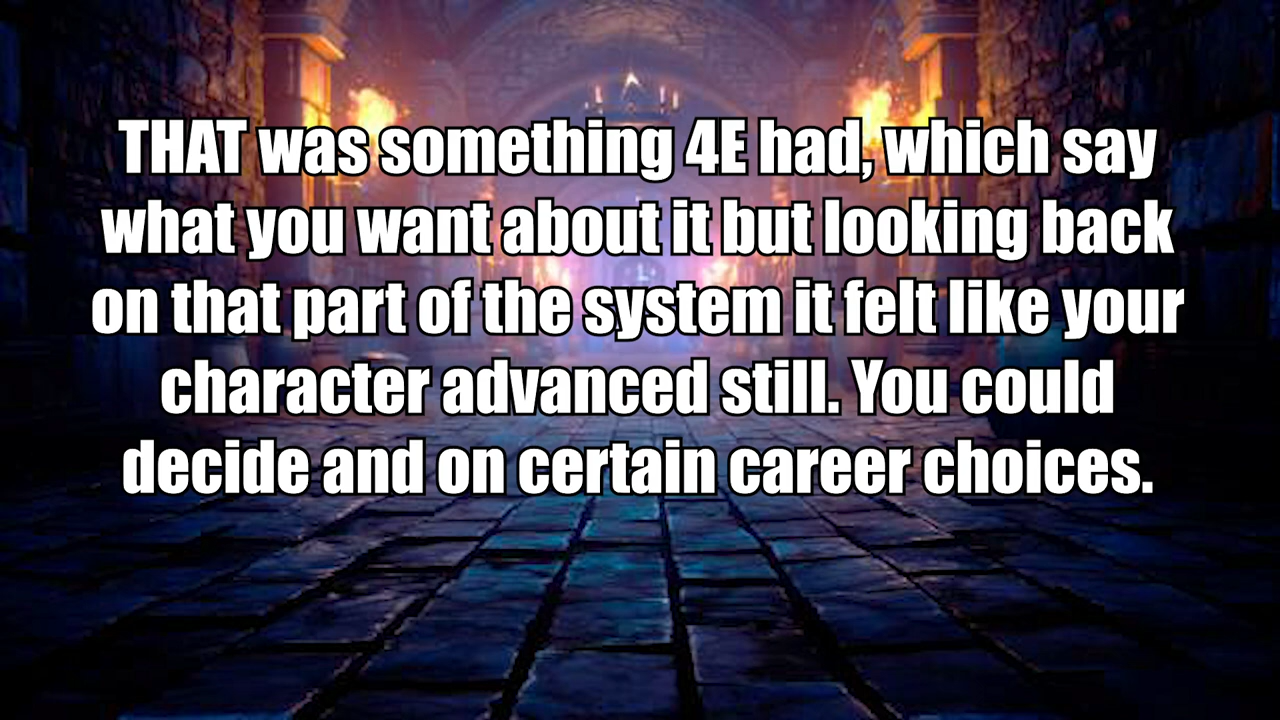 THAT was something 4E had, which say
what you want about it but looking back
on that part of the system it felt like your
character advanced still. You could
decide and on certain career choices.